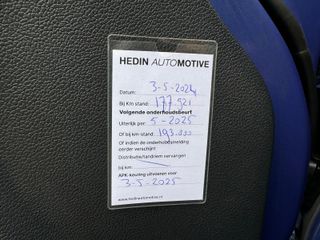 HEDIN AUTOMOTIVE
Datum: 3-5-2024
Bij Km stand: 177.921
Volgende onderhoudsbeurt
Uiterlijk per: 5-2025
Of bij km-stand: 193.000
Of indien de onderhoudsmelding
eerder verschijnt
Distributie/tandriem vervangen
bij km:
APK-keuring uitvoeren voor
3-5-2025
www.hedinautomotive.nl